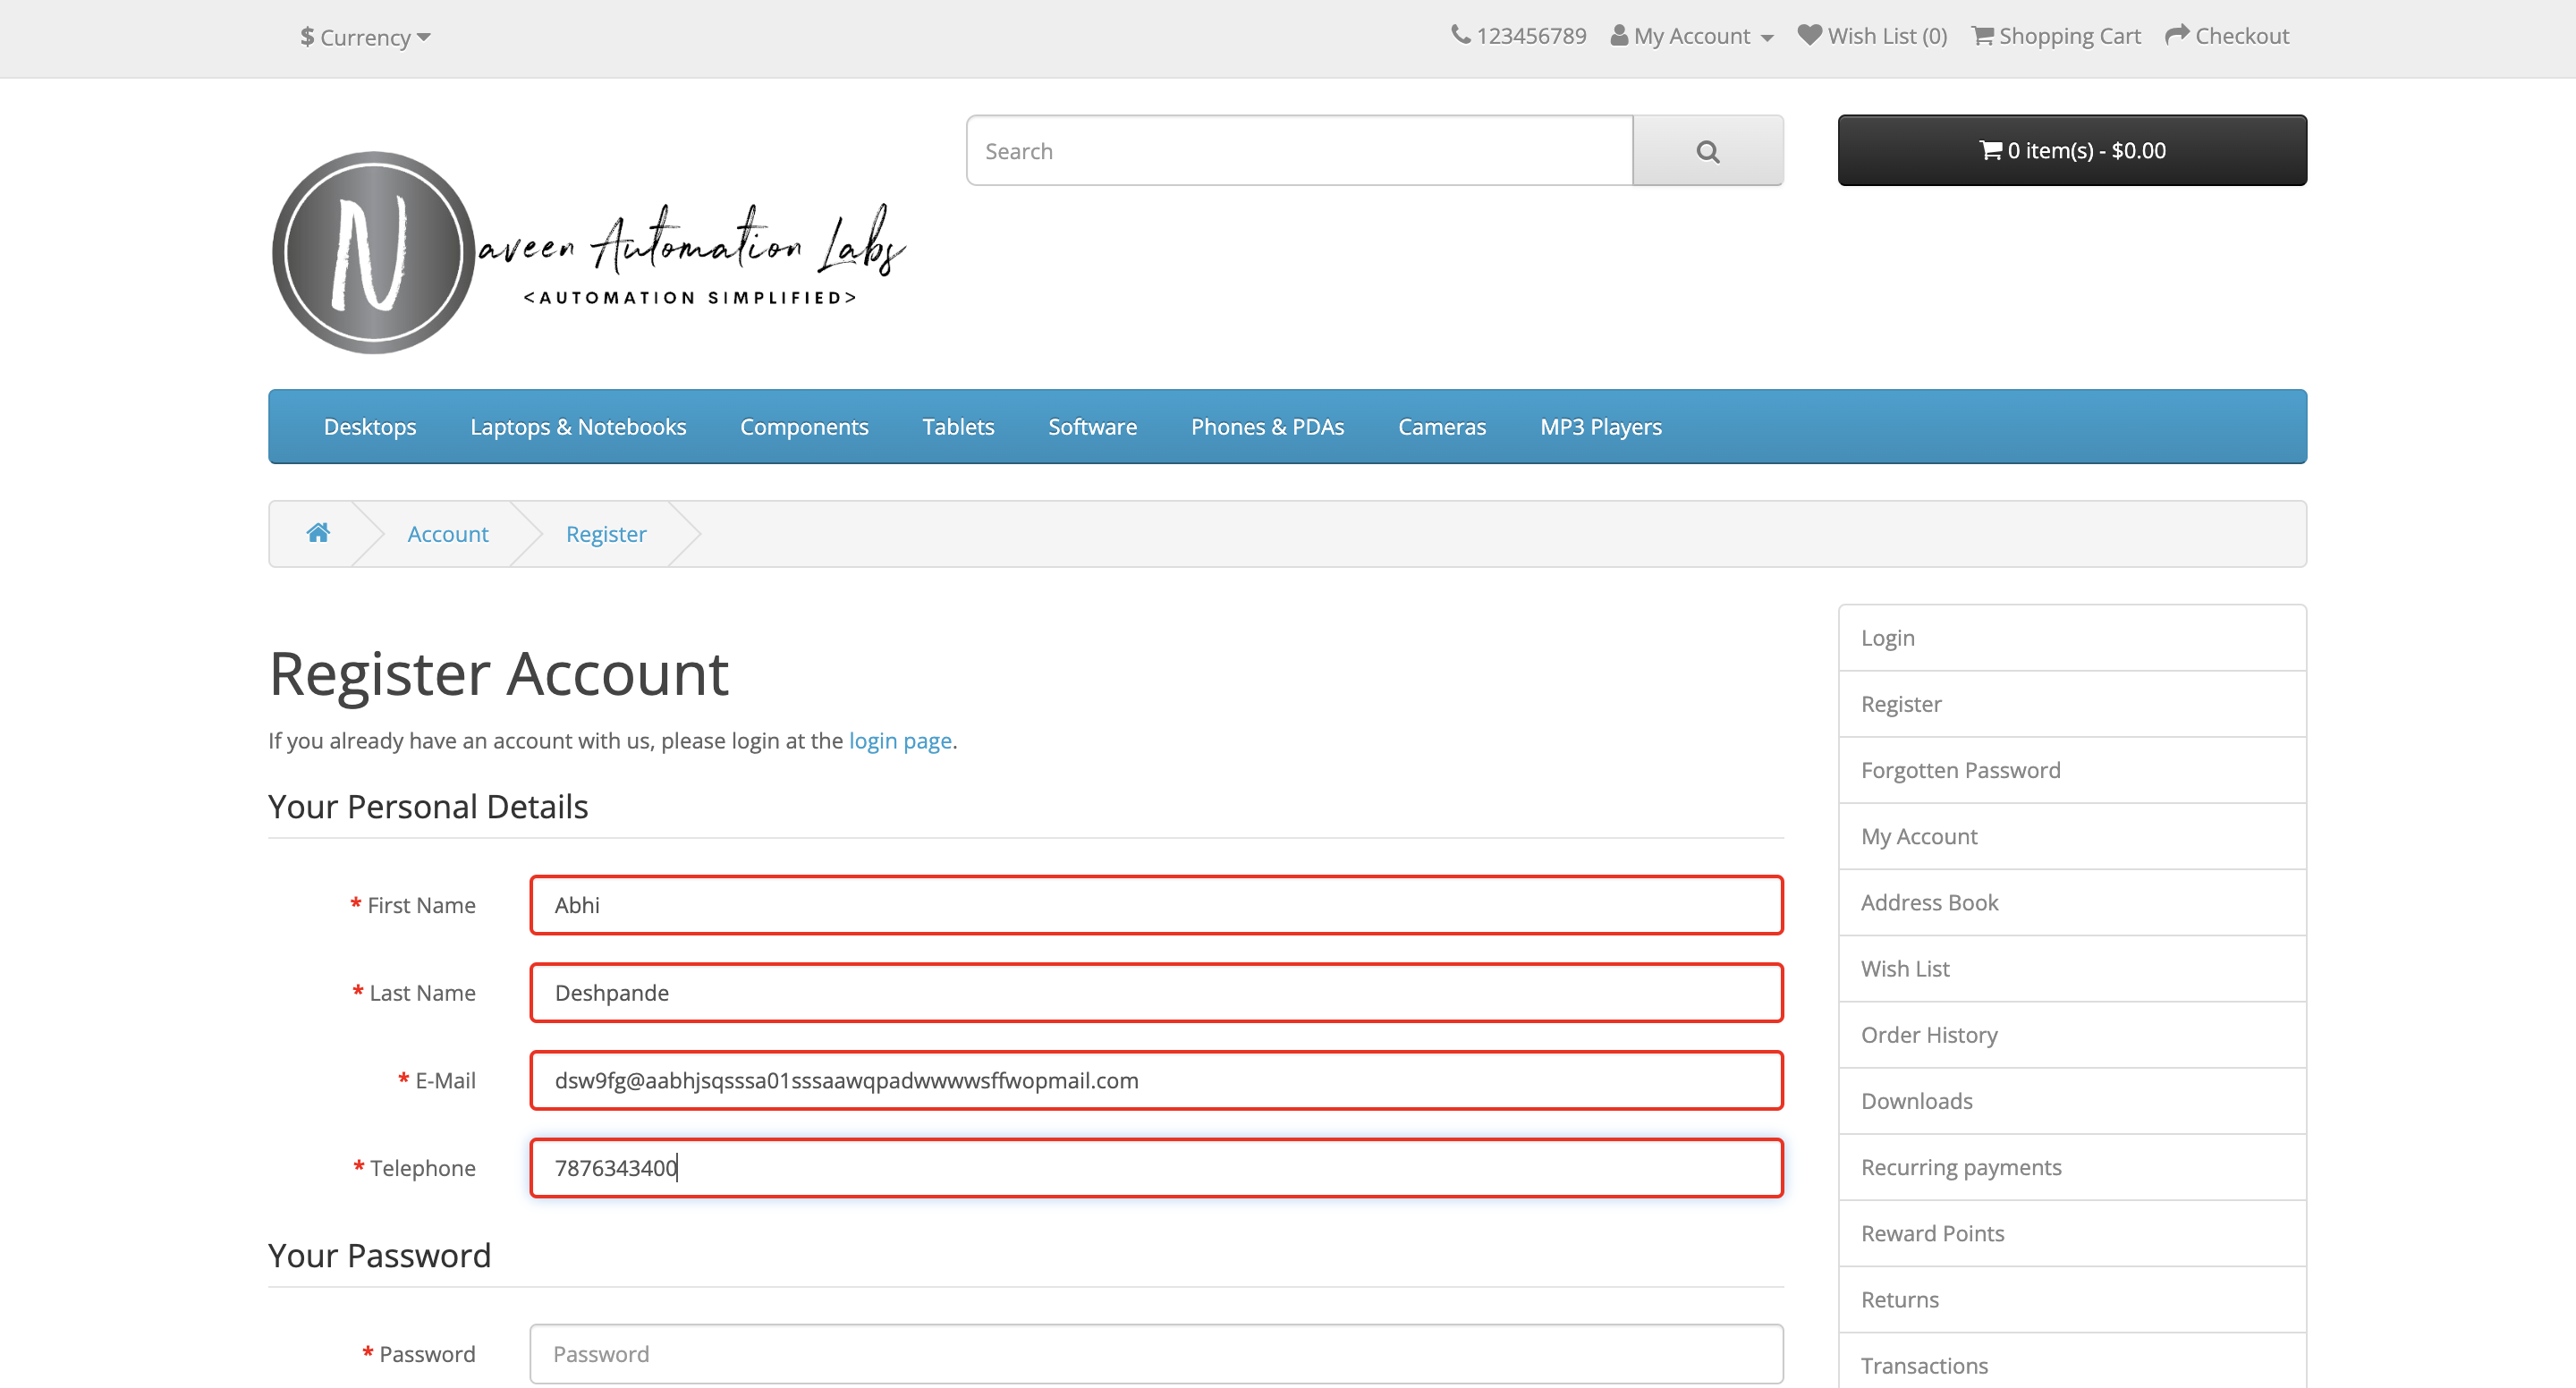 $ Currency
123456789 My Account Wish List (0) Shopping Cart Checkout
Search
0 item(s) - $0.00
Naveen Automation Labs
<AUTOMATION SIMPLIFIED>
Desktops Laptops & Notebooks Components Tablets Software Phones & PDAs Cameras MP3 Players
Account Register
Register Account
If you already have an account with us, please login at the login page.
Your Personal Details
* First Name Abhi
* Last Name Deshpande
* E-Mail dsw9fg@aabhjsqsssa01sssaawqpadwwwwsffwopmail.com
* Telephone 7876343400
Your Password
* Password Password
Login
Register
Forgotten Password
My Account
Address Book
Wish List
Order History
Downloads
Recurring payments
Reward Points
Returns
Transactions